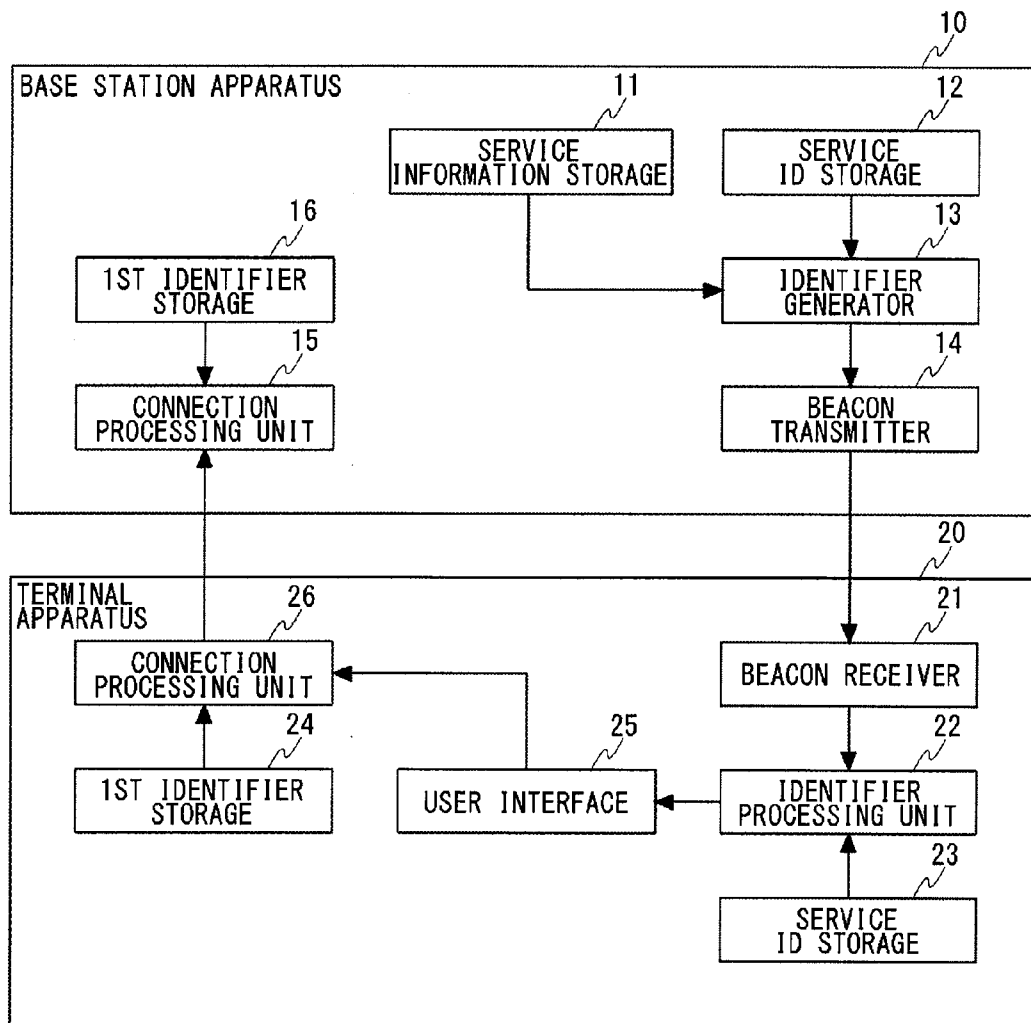 10
BASE STATION APPARATUS
11
12
SERVICE
INFORMATION STORAGE
SERVICE
ID STORAGE
16
13
1ST IDENTIFIER
STORAGE
IDENTIFIER
GENERATOR
15
14
CONNECTION
PROCESSING UNIT
BEACON
TRANSMITTER
20
TERMINAL
APPARATUS
26
21
CONNECTION
PROCESSING UNIT
BEACON RECEIVER
24
25
22
1ST IDENTIFIER
STORAGE
USER INTERFACE
IDENTIFIER
PROCESSING UNIT
23
SERVICE
ID STORAGE